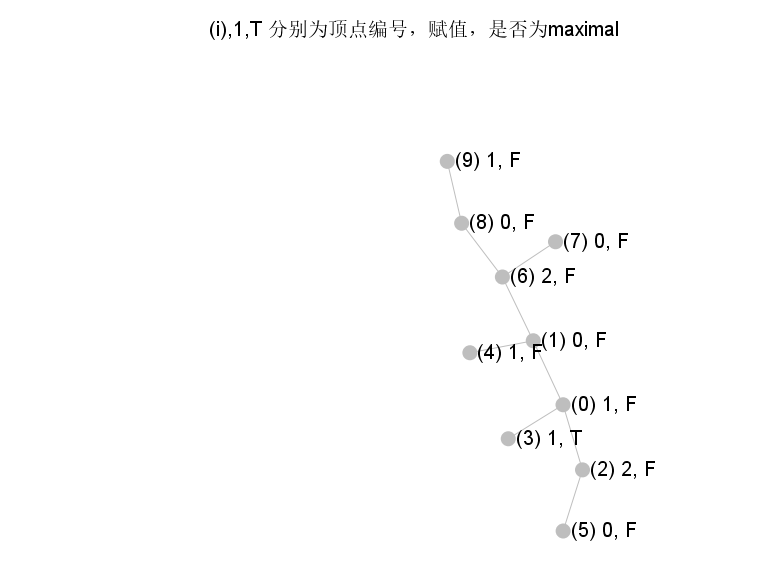 (i),1,T 分别为顶点编号，赋值，是否为maximal
(9) 1, F
(8) 0, F
(7) 0, F
(6) 2, F
(1) 0, F
(4) 1, F
(0) 1, F
(3) 1, T
(2) 2, F
(5) 0, F